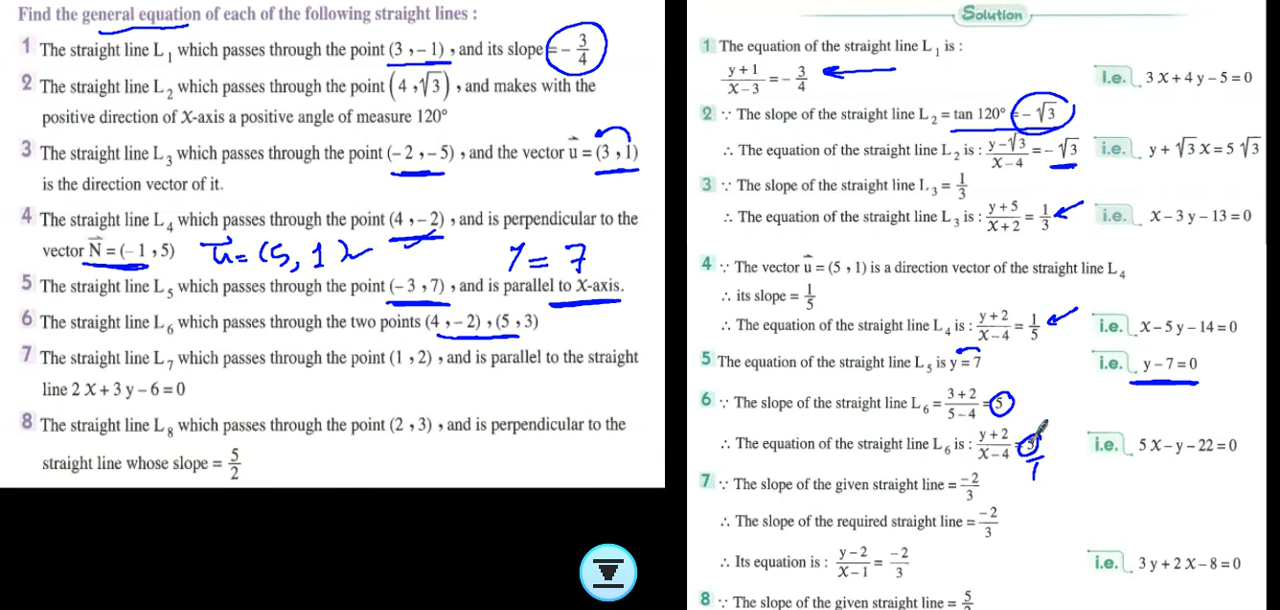 Find the general equation of each of the following straight lines :
1 The straight line L₁ which passes through the point (3 , −1) , and its slope = − 3/4
2 The straight line L₂ which passes through the point (4 , √3) , and makes with the
positive direction of X-axis a positive angle of measure 120°
3 The straight line L₃ which passes through the point (−2 , −5) , and the vector u⃗ = (3 , 1)
is the direction vector of it.
4 The straight line L₄ which passes through the point (4 , −2) , and is perpendicular to the
vector N⃗ = (−1 , 5) u⃗ = (5, 1) y = 7
5 The straight line L₅ which passes through the point (−3 , 7) , and is parallel to X-axis.
6 The straight line L₆ which passes through the two points (4 , −2) , (5 , 3)
7 The straight line L₇ which passes through the point (1 , 2) , and is parallel to the straight
line 2 X + 3 y − 6 = 0
8 The straight line L₈ which passes through the point (2 , 3) , and is perpendicular to the
straight line whose slope = 5/2
Solution
1 The equation of the straight line L₁ is :
(y + 1)/(X − 3) = − 3/4 i.e. 3 X + 4 y − 5 = 0
2 ∵ The slope of the straight line L₂ = tan 120° = − √3
∴ The equation of the straight line L₂ is : (y − √3)/(X − 4) = − √3 i.e. y + √3 X = 5 √3
3 ∵ The slope of the straight line L₃ = 1/3
∴ The equation of the straight line L₃ is : (y + 5)/(X + 2) = 1/3 i.e. X − 3 y − 13 = 0
4 ∵ The vector u⃗ = (5 , 1) is a direction vector of the straight line L₄
∴ its slope = 1/5
∴ The equation of the straight line L₄ is : (y + 2)/(X − 4) = 1/5 i.e. X − 5 y − 14 = 0
5 The equation of the straight line L₅ is y = 7 i.e. y − 7 = 0
6 ∵ The slope of the straight line L₆ = (3 + 2)/(5 − 4) = 5
∴ The equation of the straight line L₆ is : (y + 2)/(X − 4) = 5/1 i.e. 5 X − y − 22 = 0
7 ∵ The slope of the given straight line = −2/3
∴ The slope of the required straight line = −2/3
∴ Its equation is : (y − 2)/(X − 1) = −2/3 i.e. 3 y + 2 X − 8 = 0
8 ∵ The slope of the given straight line = 5